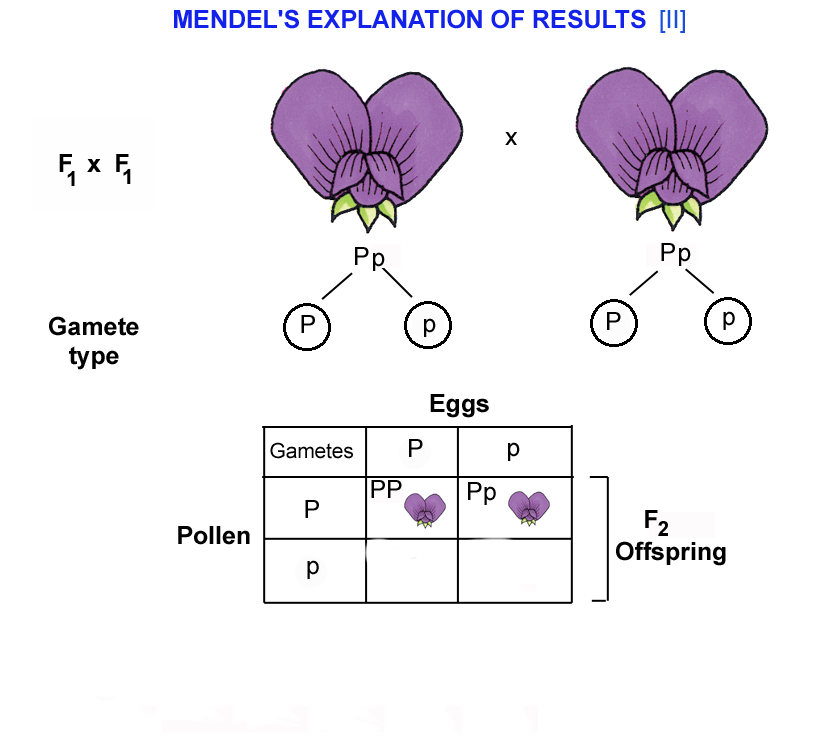 MENDEL'S EXPLANATION OF RESULTS [II]
x
F1 x F1
Pp
Pp
P
p
P
p
Gamete
type
Eggs
Gametes P p
PP Pp
P
Pollen
F2
Offspring
p